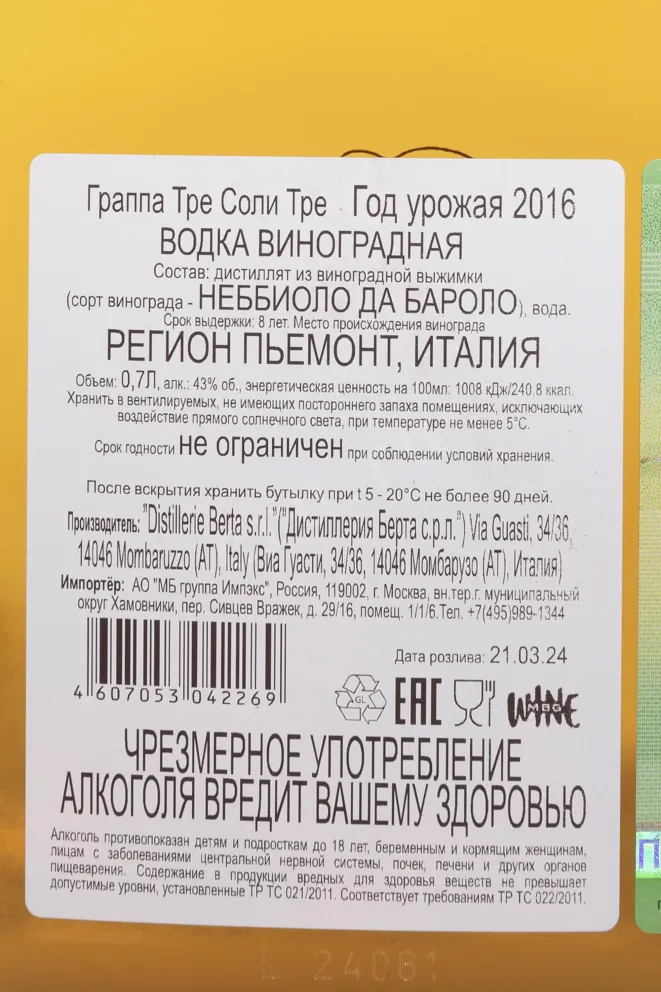 Граппа Тре Соли Тре Год урожая 2016
ВОДКА ВИНОГРАДНАЯ
Состав: дистиллят из виноградной выжимки
(сорт винограда - НЕББИОЛО ДА БАРОЛО), вода.
Срок выдержки: 8 лет. Место происхождения винограда
РЕГИОН ПЬЕМОНТ, ИТАЛИЯ
Объем: 0,7Л, алк.: 43% об., энергетическая ценность на 100мл: 1008 кДж/240,8 ккал.
Хранить в вентилируемых, не имеющих постороннего запаха помещениях, исключающих
воздействие прямого солнечного света, при температуре не менее 5°С.
Срок годности не ограничен при соблюдении условий хранения.
После вскрытия хранить бутылку при t 5 - 20°С не более 90 дней.
Производитель: "Distillerie Berta s.r.l."("Дистиллерия Берта с.р.л.") Via Guasti, 34/36,
14046 Mombaruzzo (AT), Italy (Виа Гуасти, 34/36, 14046 Момбарузо (АТ), Италия)
Импортёр: АО "МБ группа Импэкс", Россия, 119002, г. Москва, вн.тер.г. муниципальный
округ Хамовники, пер. Сивцев Вражек, д. 29/16, помещ. 1/1/6.Тел. +7(495)989-1344
Дата розлива: 21.03.24
4 607053 042269
GL EAC WINE MBG
ЧРЕЗМЕРНОЕ УПОТРЕБЛЕНИЕ
АЛКОГОЛЯ ВРЕДИТ ВАШЕМУ ЗДОРОВЬЮ
Алкоголь противопоказан детям и подросткам до 18 лет, беременным и кормящим женщинам,
лицам с заболеваниями центральной нервной системы, почек, печени и других органов
пищеварения. Содержание в продукции вредных для здоровья веществ не превышает
допустимые уровни, установленные ТР ТС 021/2011. Соответствует требованиям ТР ТС 022/2011.
L 24081